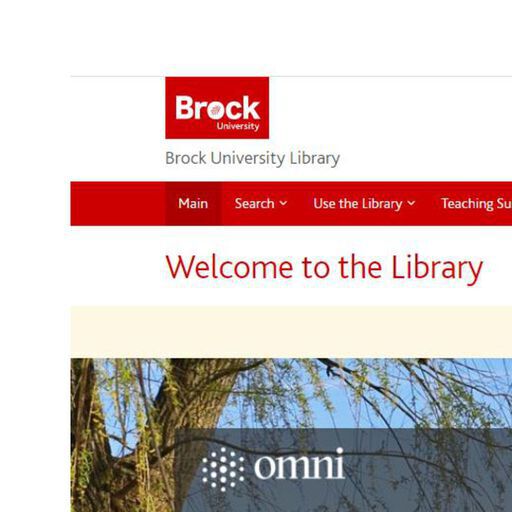 Brock
University
Brock University Library
Main Search Use the Library Teaching Su
Welcome to the Library
omni